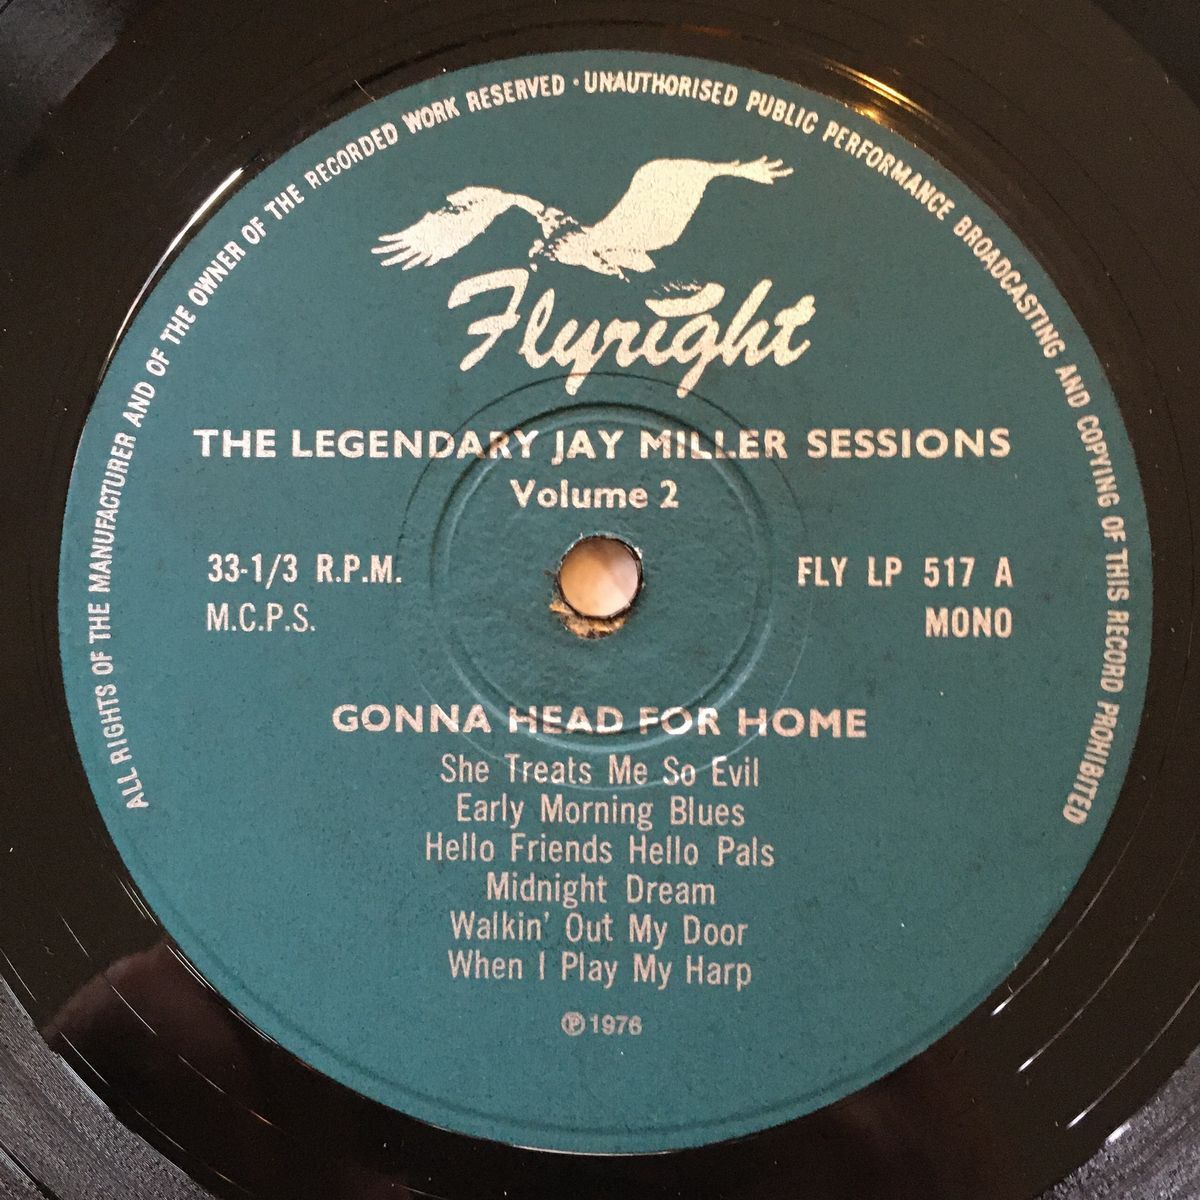 ALL RIGHTS OF THE MANUFACTURER AND OF THE OWNER OF THE RECORDED WORK RESERVED · UNAUTHORISED PUBLIC PERFORMANCE BROADCASTING AND COPYING OF THIS RECORD PROHIBITED
Flyright
THE LEGENDARY JAY MILLER SESSIONS
Volume 2
33-1/3 R.P.M. FLY LP 517 A
M.C.P.S. MONO
GONNA HEAD FOR HOME
She Treats Me So Evil
Early Morning Blues
Hello Friends Hello Pals
Midnight Dream
Walkin' Out My Door
When I Play My Harp
℗ 1976